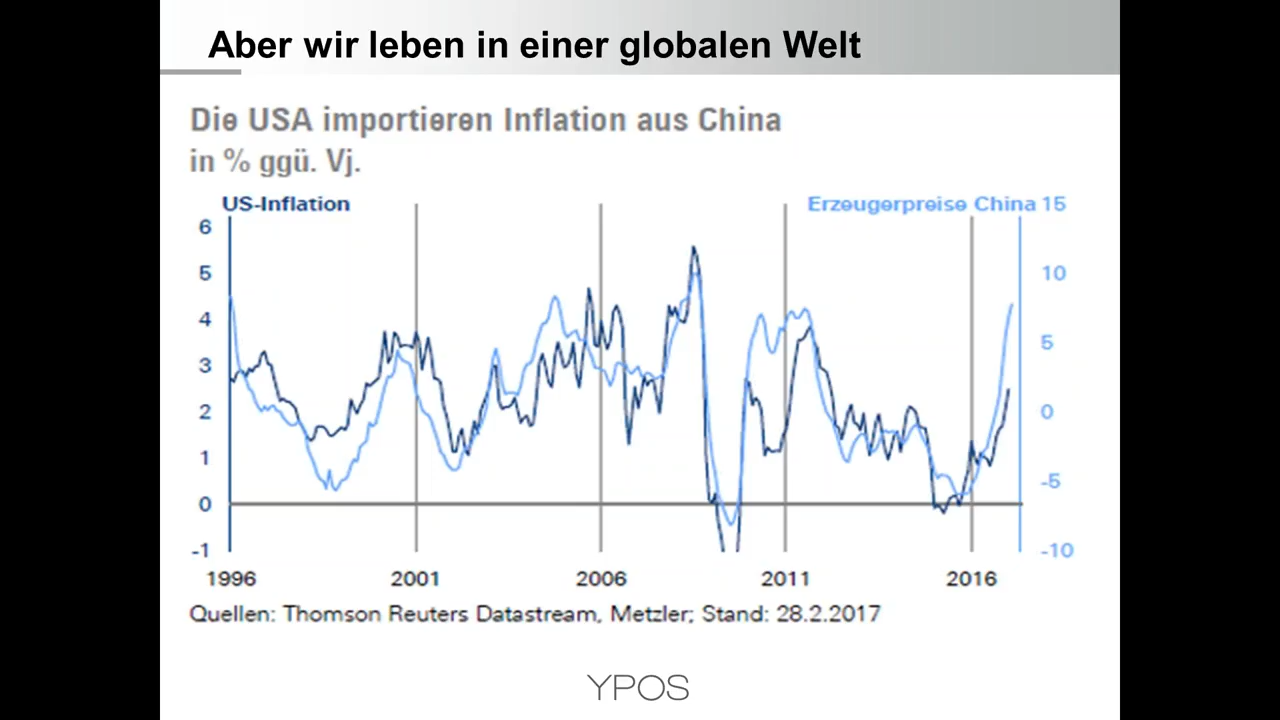 Aber wir leben in einer globalen Welt
Die USA importieren Inflation aus China
in % ggü. Vj.
US-Inflation
Erzeugerpreise China 15
6
5
10
4
3
5
2
0
1
-5
0
-1
-10
1996
2001
2006
2011
2016
Quellen: Thomson Reuters Datastream, Metzler; Stand: 28.2.2017
YPOS